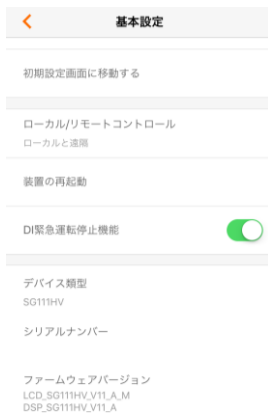 基本設定
初期設定画面に移動する
ローカル/リモートコントロール
ローカルと遠隔
装置の再起動
DI緊急運転停止機能
デバイス類型
SG111HV
シリアルナンバー
ファームウェアバージョン
LCD_SG111HV_V11_A_M
DSP_SG111HV_V11_A